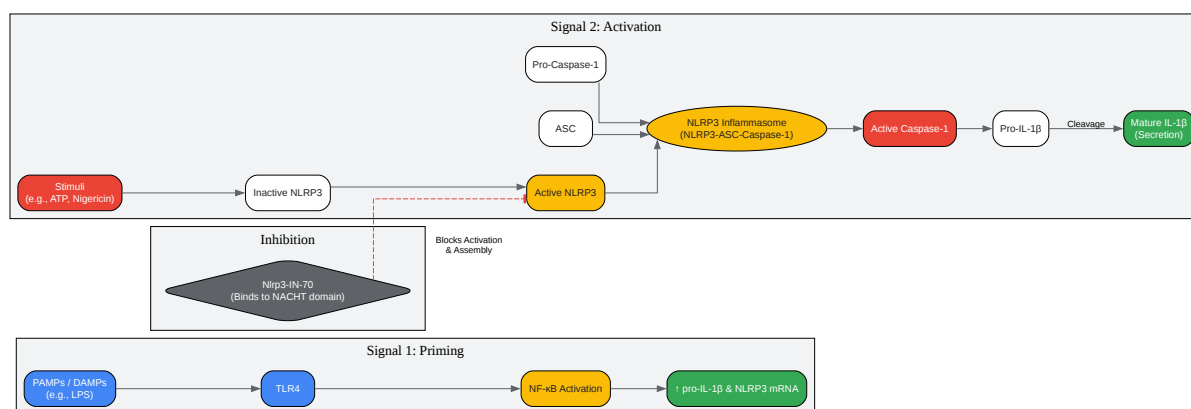 Signal 2: Activation
Pro-Caspase-1
ASC
NLRP3 Inflammasome
(NLRP3-ASC-Caspase-1)
Active Caspase-1
Pro-IL-1β
Cleavage
Mature IL-1β
(Secretion)
Stimuli
(e.g., ATP, Nigericin)
Inactive NLRP3
Active NLRP3
Inhibition
Blocks Activation
& Assembly
Nlrp3-IN-70
(Binds to NACHT domain)
Signal 1: Priming
PAMPs / DAMPs
(e.g., LPS)
TLR4
NF-κB Activation
↑ pro-IL-1β & NLRP3 mRNA